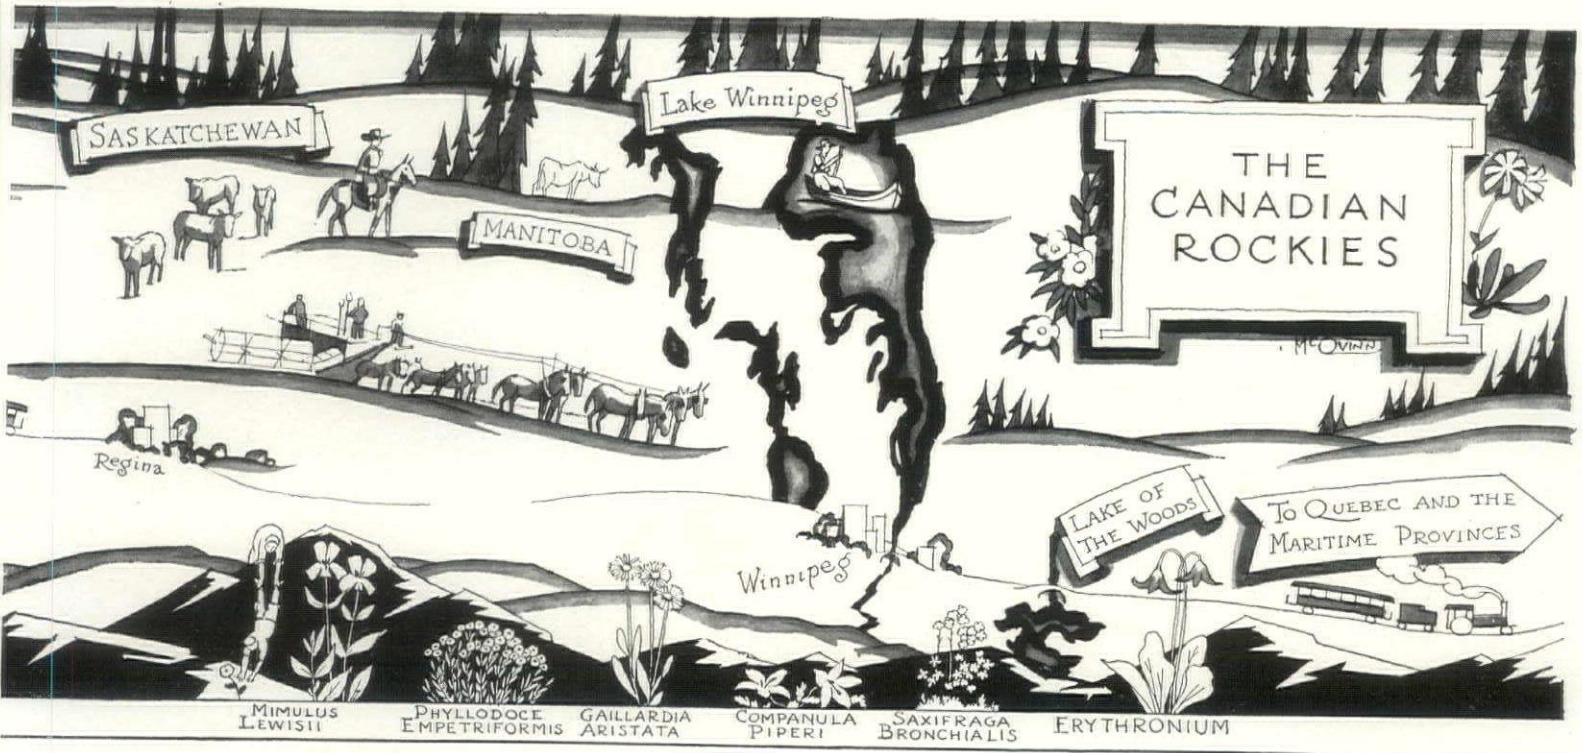 Lake Winnipeg
SASKATCHEWAN
MANITOBA
THE
CANADIAN
ROCKIES
McQVINN
Regina
LAKE OF
THE WOODS
TO QUEBEC AND THE
MARITIME PROVINCES
Winnipeg
MIMULUS
LEWISII
PHYLLODOCE
EMPETRIFORMIS
GAILLARDIA
ARISTATA
COMPANULA
PIPERI
SAXIFRAGA
BRONCHIALIS
ERYTHRONIUM